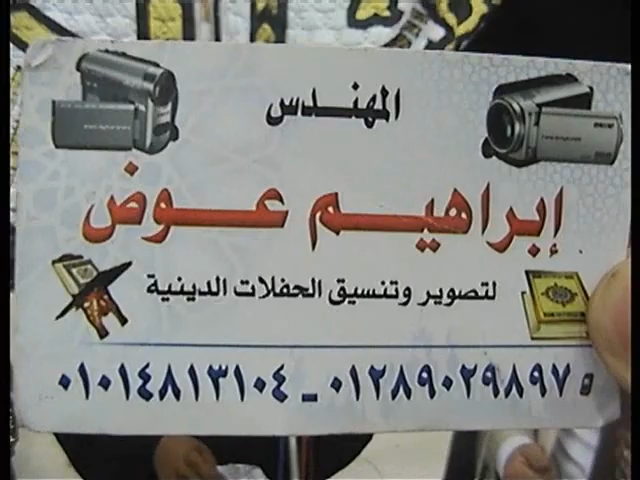 المهندس
إبراهيم عوض
لتصوير وتنسيق الحفلات الدينية
٠١٢٨٩٠٢٩٨٩٧ - ٠١٠١٤٨١٣١٠٤